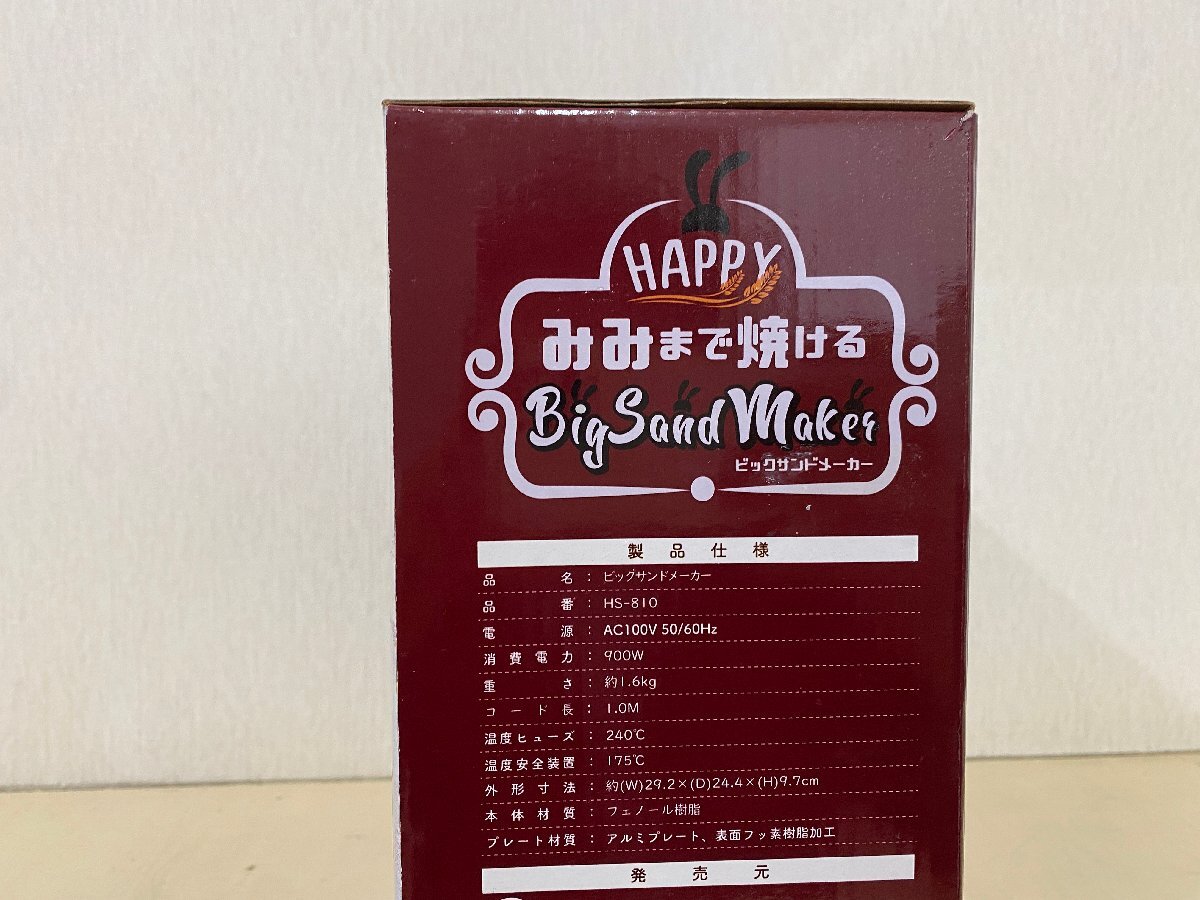 HAPPY
みみまで焼ける
Big Sand Maker
ビックサンドメーカー
製品仕様
品名：ビッグサンドメーカー
品番：HS-810
電源：AC100V 50/60Hz
消費電力：900W
重さ：約1.6kg
コード長：1.0M
温度ヒューズ：240℃
温度安全装置：175℃
外形寸法：約(W)29.2×(D)24.4×(H)9.7cm
本体材質：フェノール樹脂
プレート材質：アルミプレート、表面フッ素樹脂加工
発売元